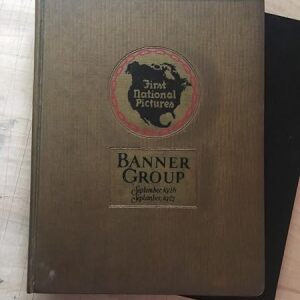 First
National
Pictures
BANNER
GROUP
September 1926
September, 1927